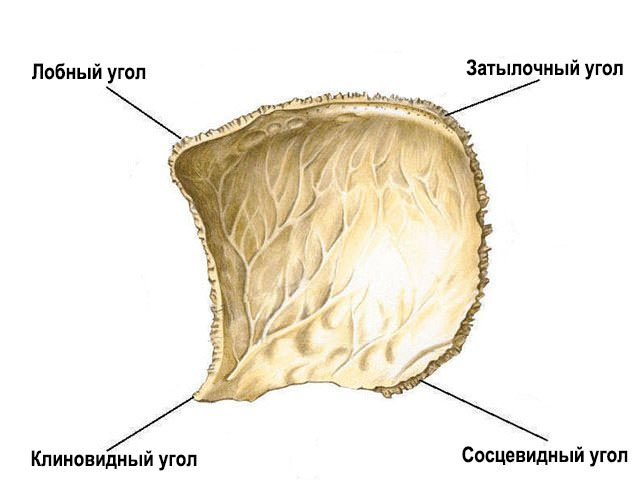 Лобный угол
Затылочный угол
Клиновидный угол
Сосцевидный угол